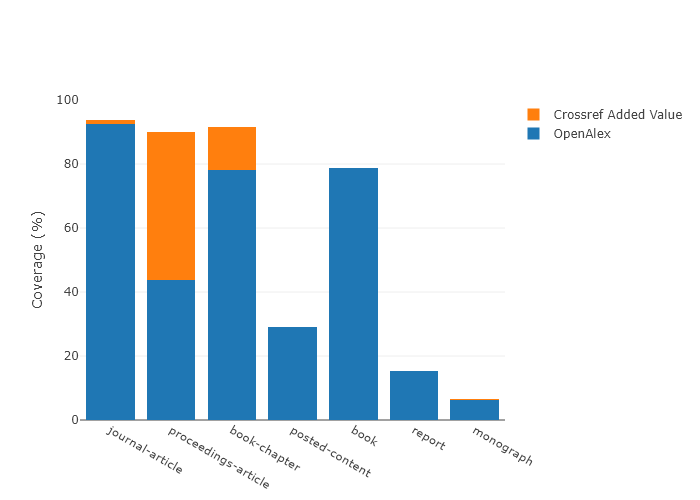 100
80
60
40
20
0
Coverage (%)
journal-article
proceedings-article
book-chapter
posted-content
book
report
monograph
Crossref Added Value
OpenAlex